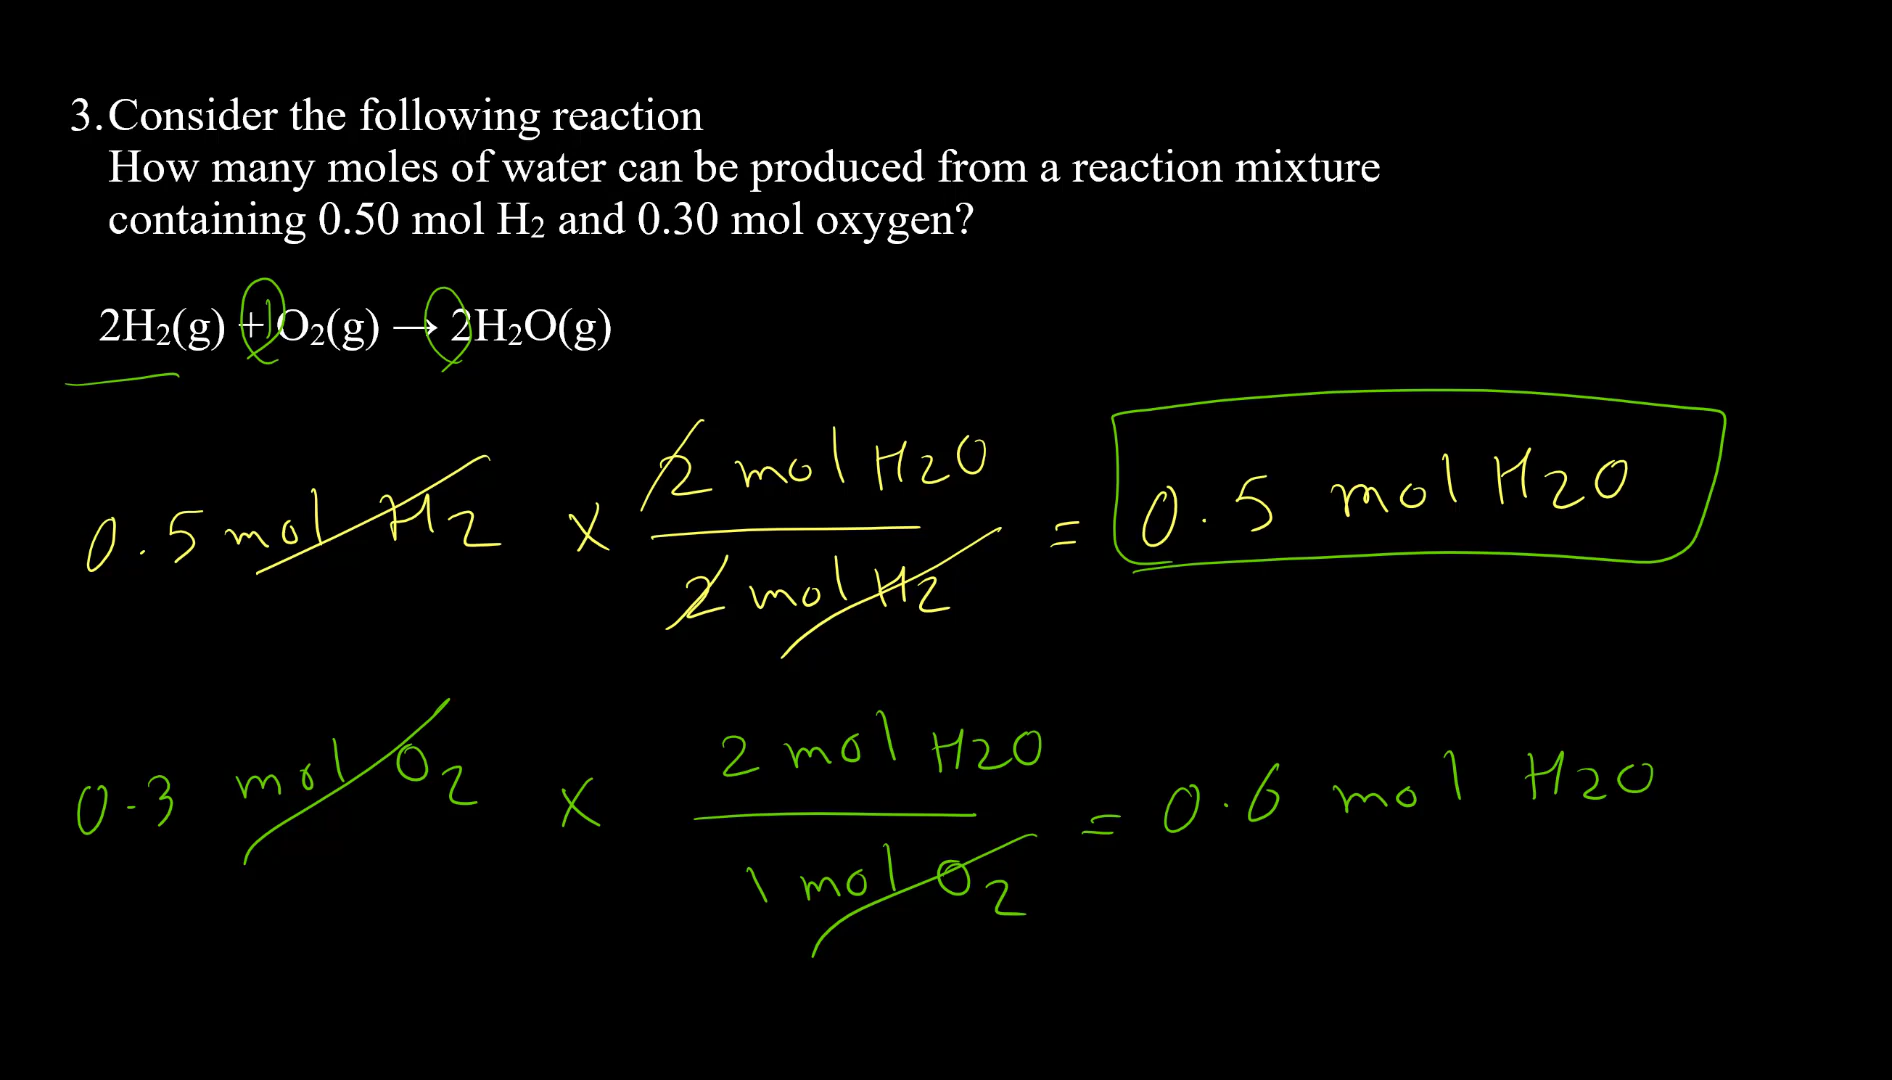 3. Consider the following reaction
How many moles of water can be produced from a reaction mixture
containing 0.50 mol H2 and 0.30 mol oxygen?
2H2(g) + 1 O2(g) → 2H2O(g)
0.5 mol H2 x 2 mol H2O / 2 mol H2 = 0.5 mol H2O
0.3 mol O2 x 2 mol H2O / 1 mol O2 = 0.6 mol H2O